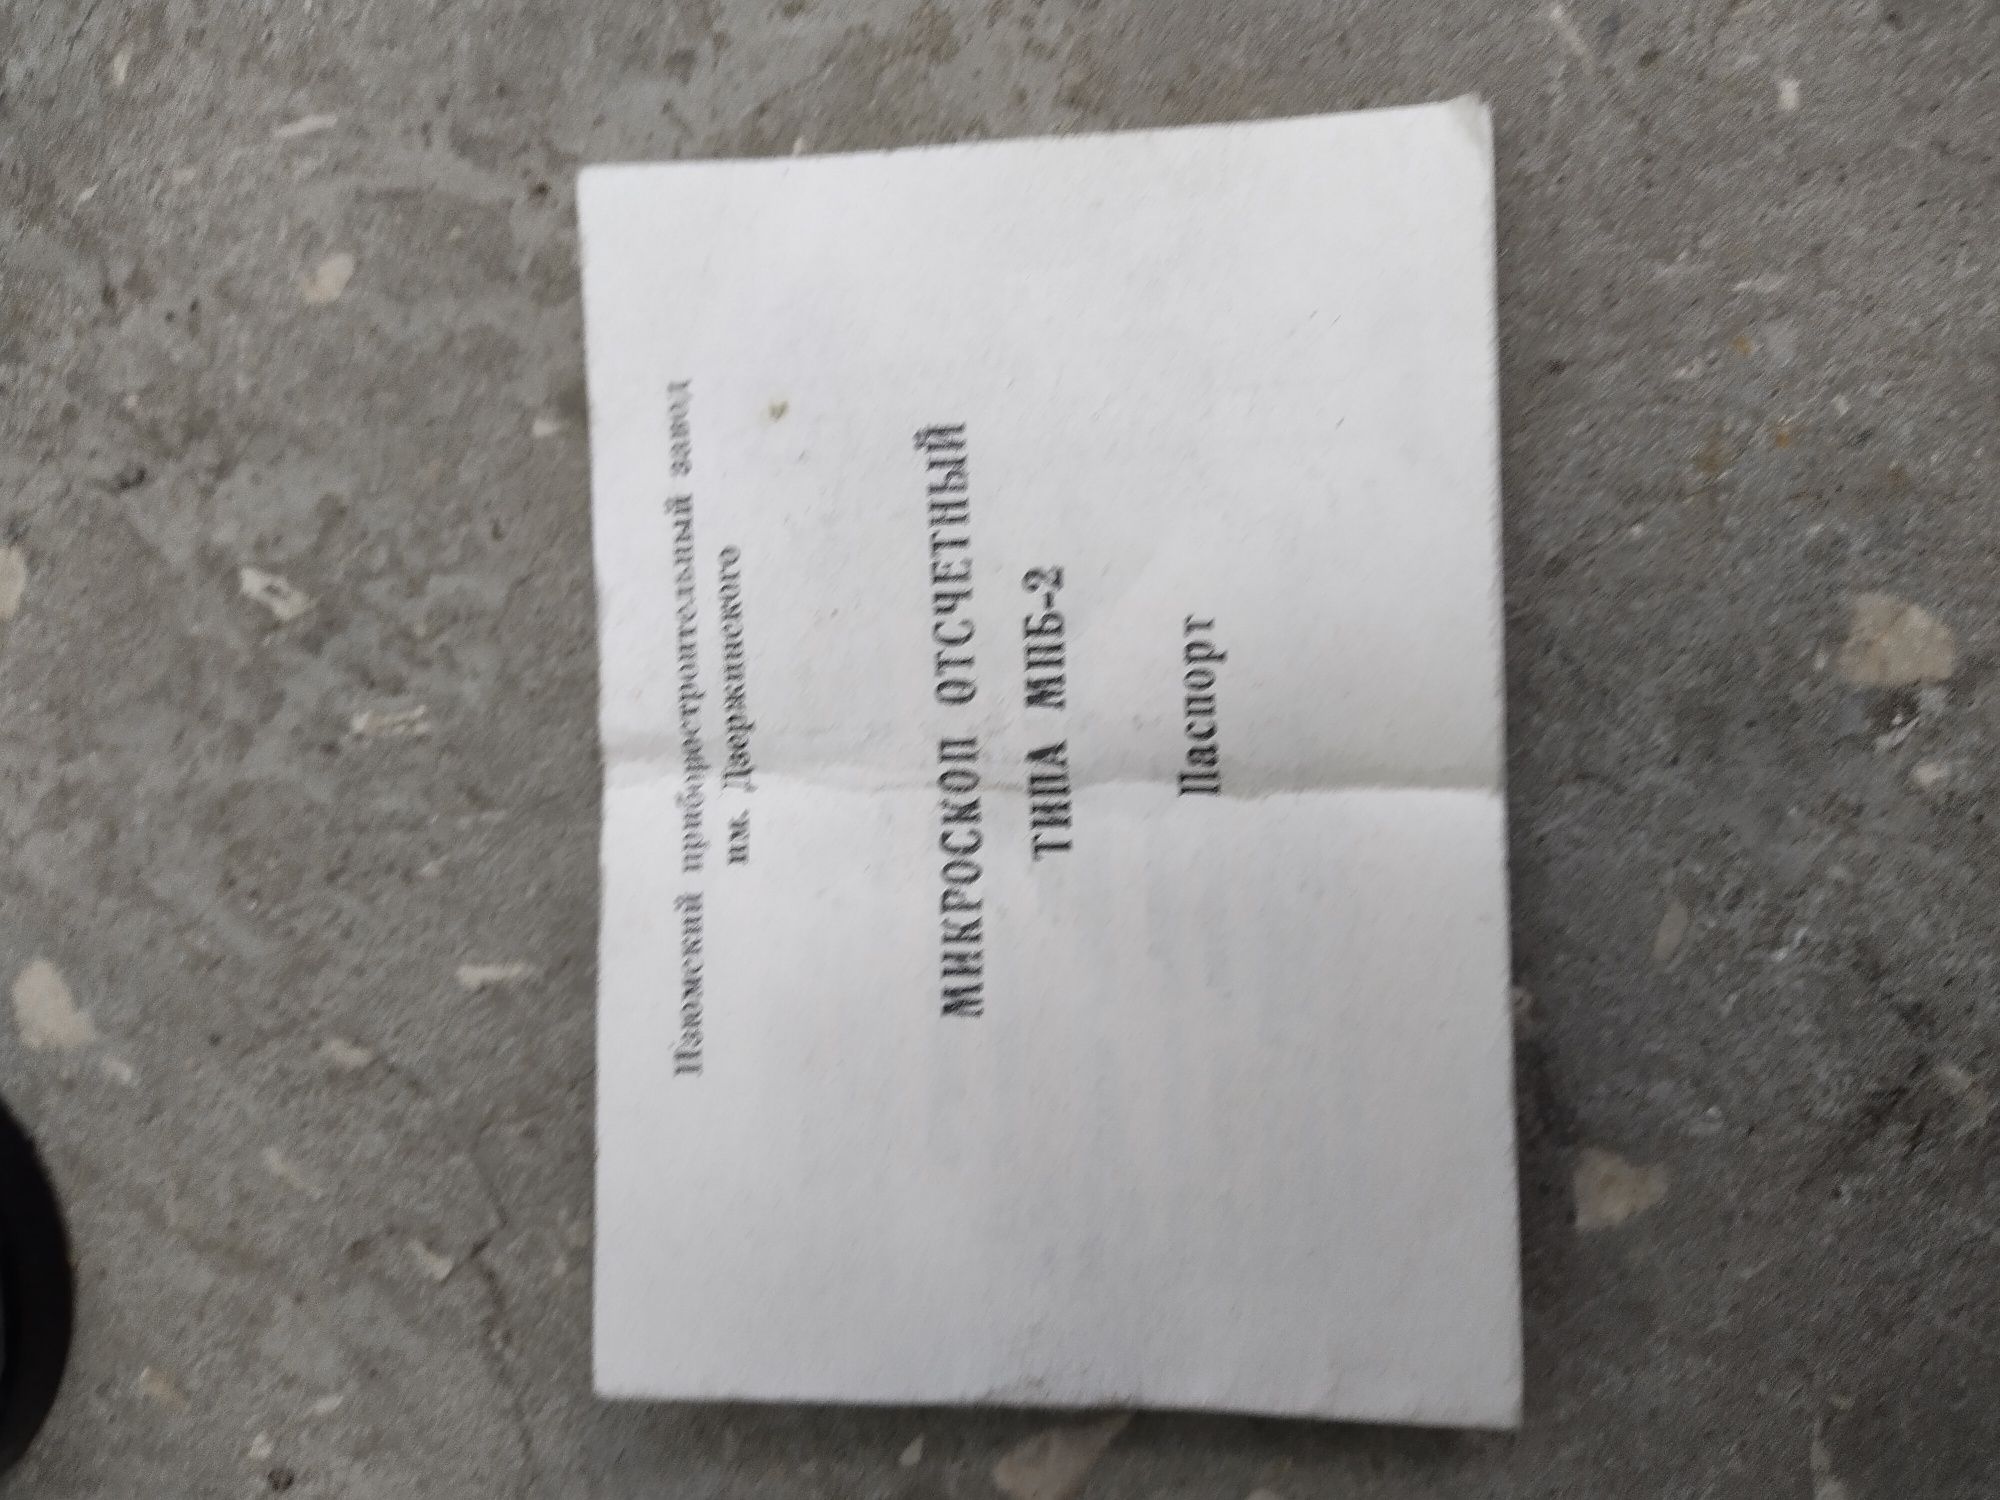 Изюмский приборостроительный завод
им. Дзержинского
МИКРОСКОП ОТСЧЕТНЫЙ
ТИПА МПБ-2
Паспорт